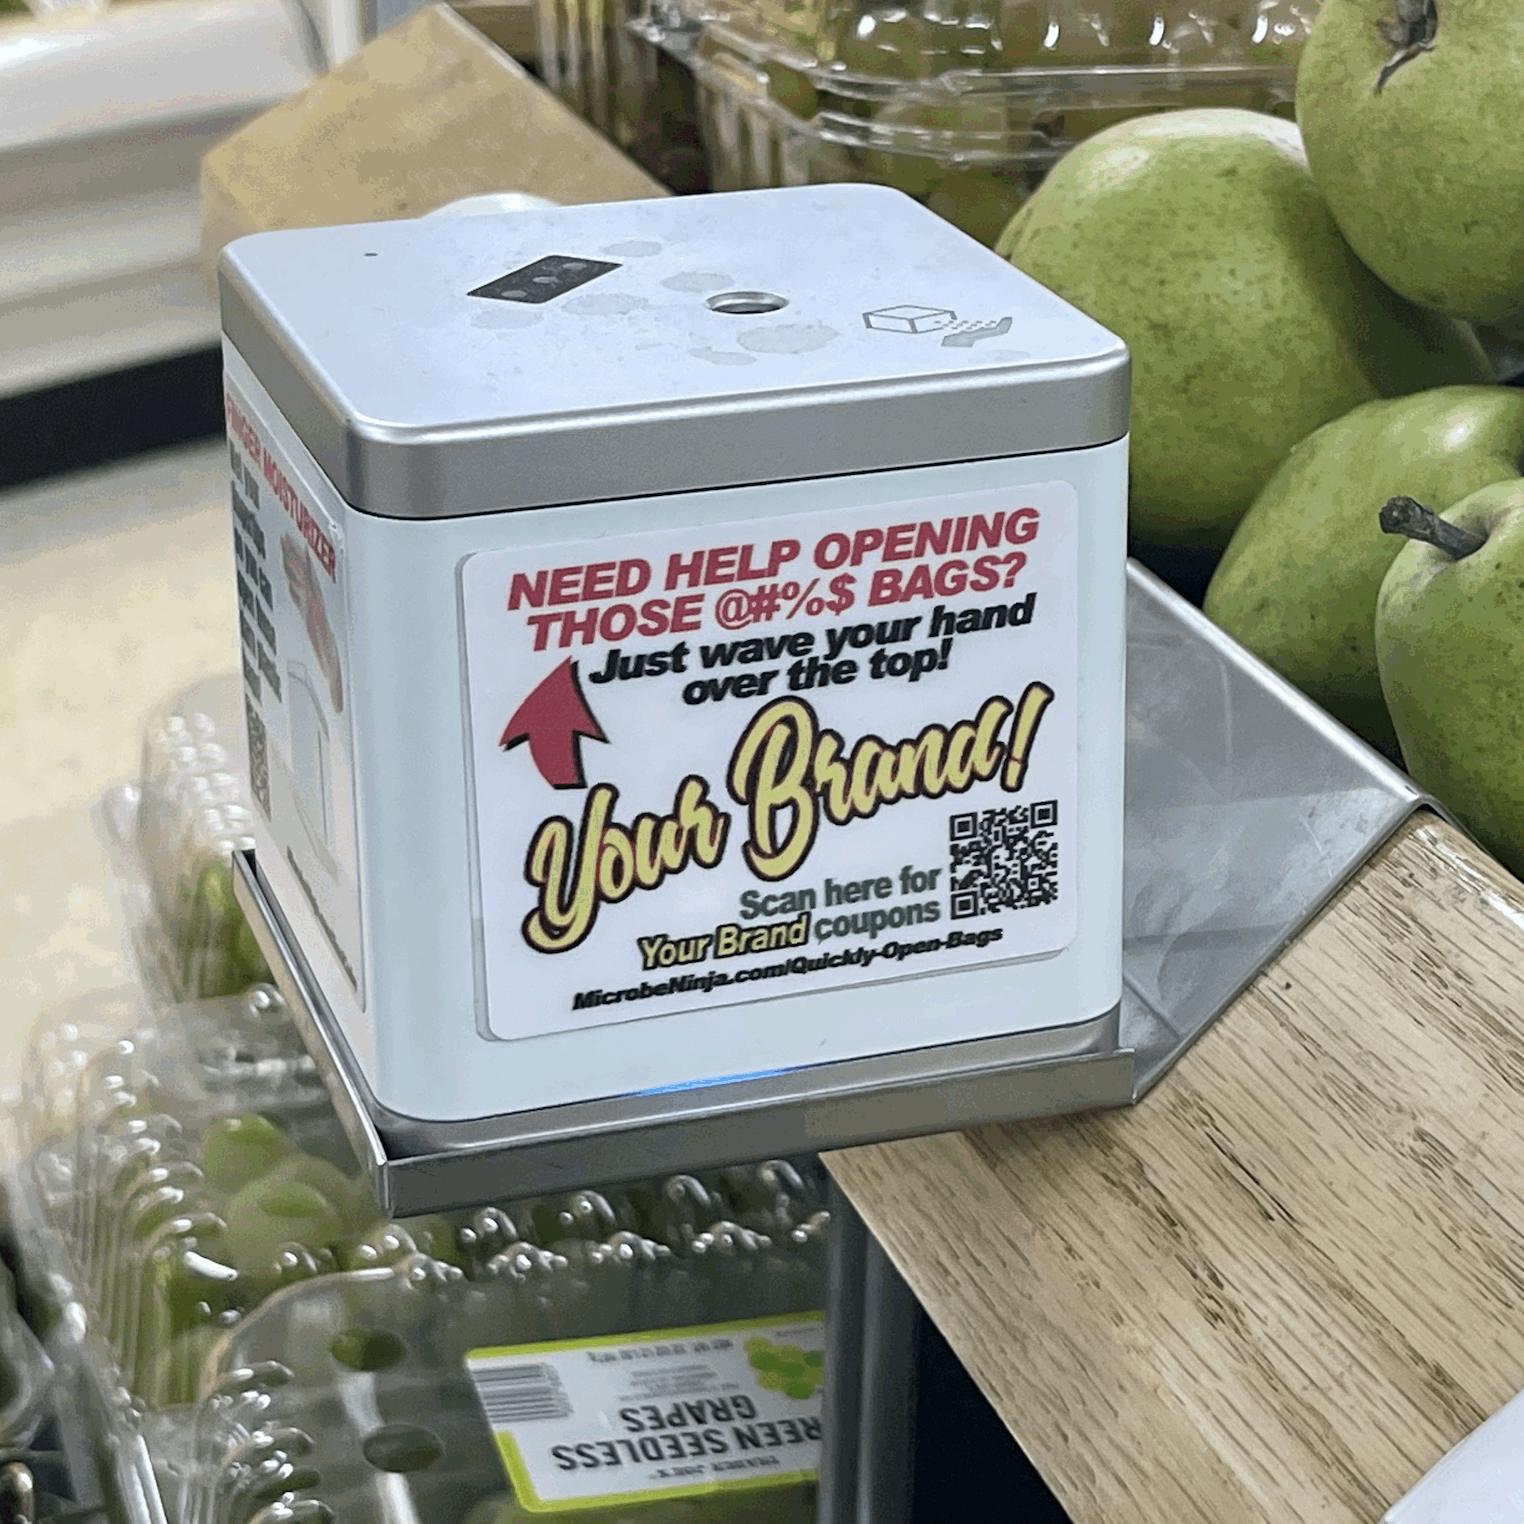 NEED HELP OPENING
THOSE @#%$ BAGS?
Just wave your hand
over the top!
Your Brand!
Scan here for
Your Brand coupons
MicrobeNinja.com/Quickly-Open-Bags
FINGER MOISTURIZER
GREEN SEEDLESS
GRAPES